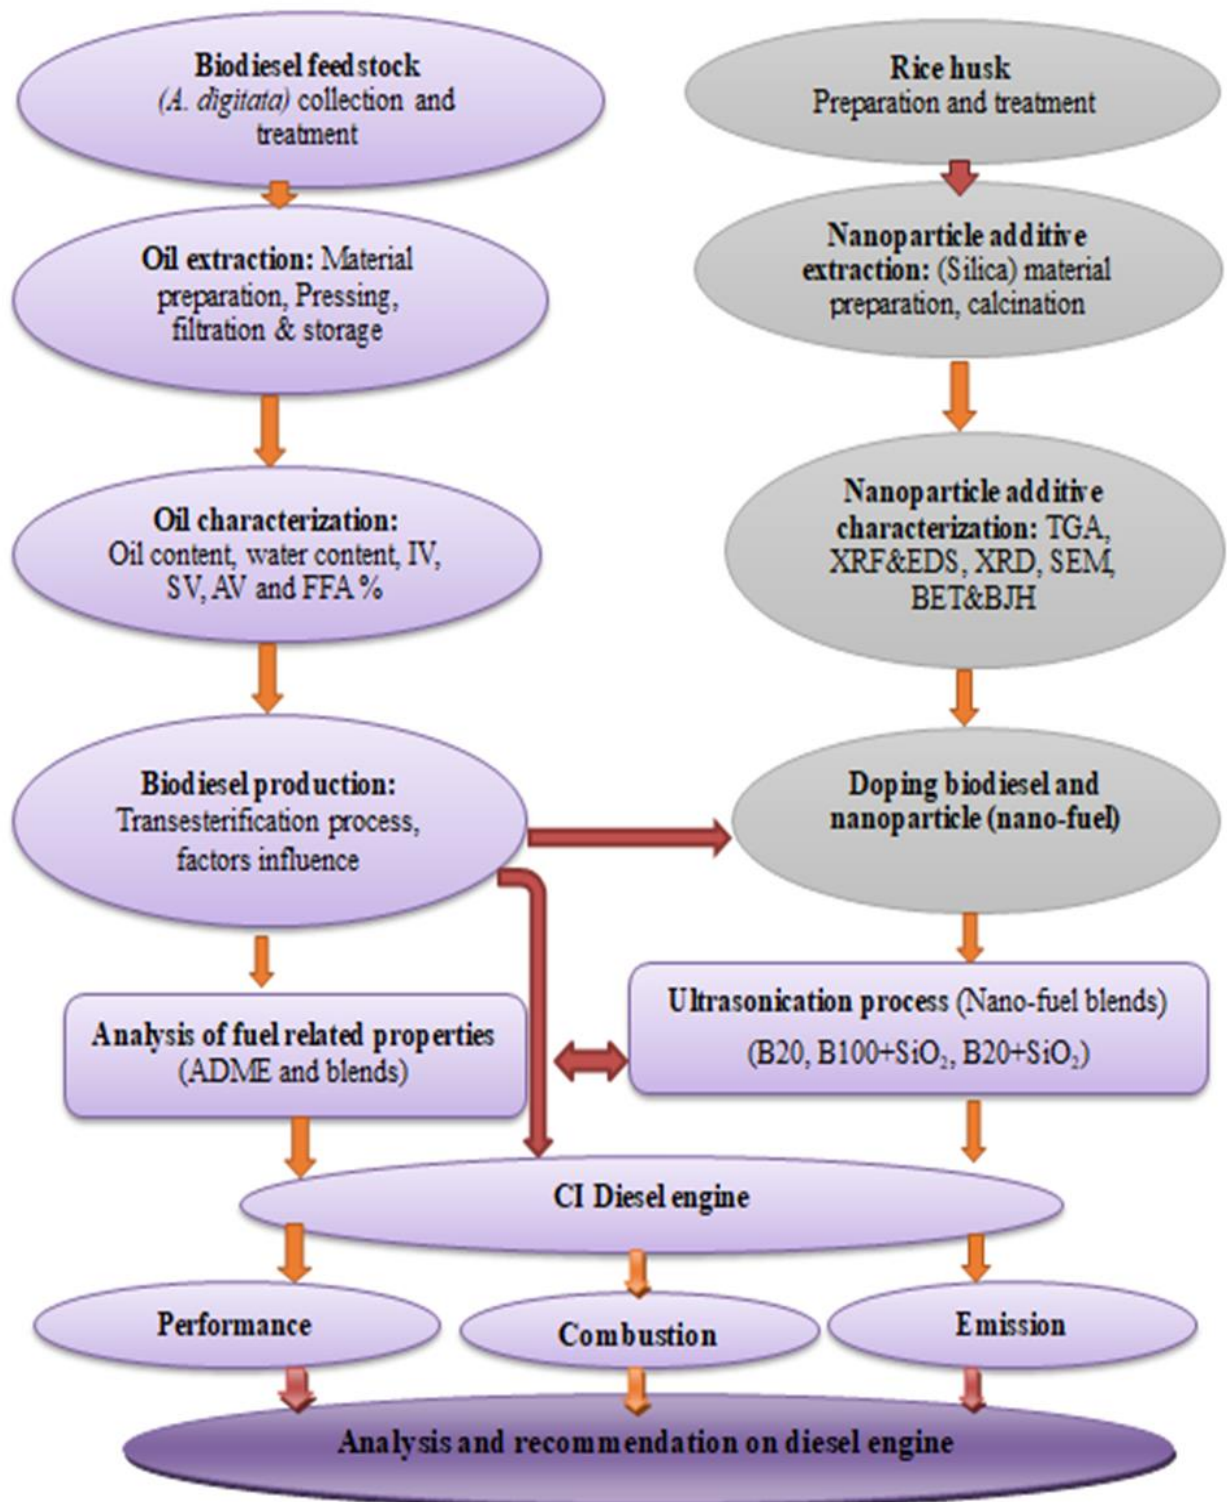 Biodiesel feedstock
(A. digitata) collection and
treatment
Rice husk
Preparation and treatment
Oil extraction: Material
preparation, Pressing,
filtration & storage
Nanoparticle additive
extraction: (Silica) material
preparation, calcination
Oil characterization:
Oil content, water content, IV,
SV, AV and FFA %
Nanoparticle additive
characterization: TGA,
XRF&EDS, XRD, SEM,
BET&BJH
Biodiesel production:
Transesterification process,
factors influence
Doping biodiesel and
nanoparticle (nano-fuel)
Analysis of fuel related properties
(ADME and blends)
Ultrasonication process (Nano-fuel blends)
(B20, B100+SiO₂, B20+SiO₂)
CI Diesel engine
Performance
Combustion
Emission
Analysis and recommendation on diesel engine